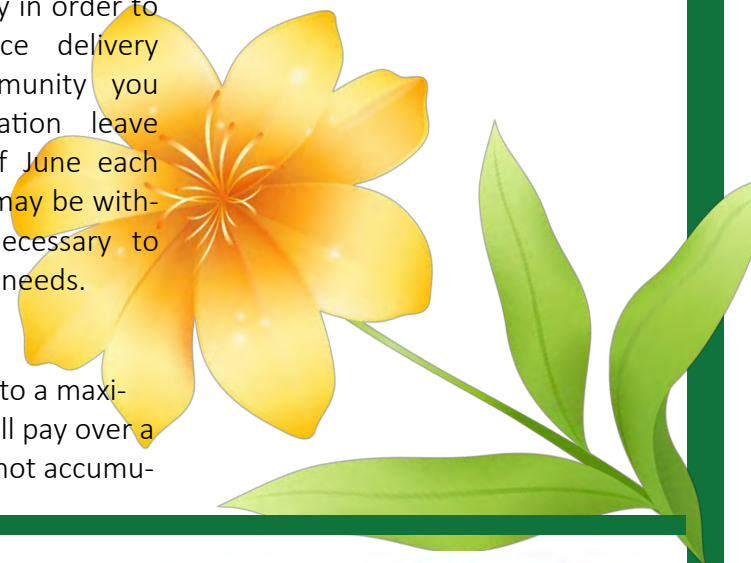 y in order to
ce delivery
munity you
ation leave
f June each
may be with-
ecessary to
needs.
to a maxi-
ll pay over a
not accumu-